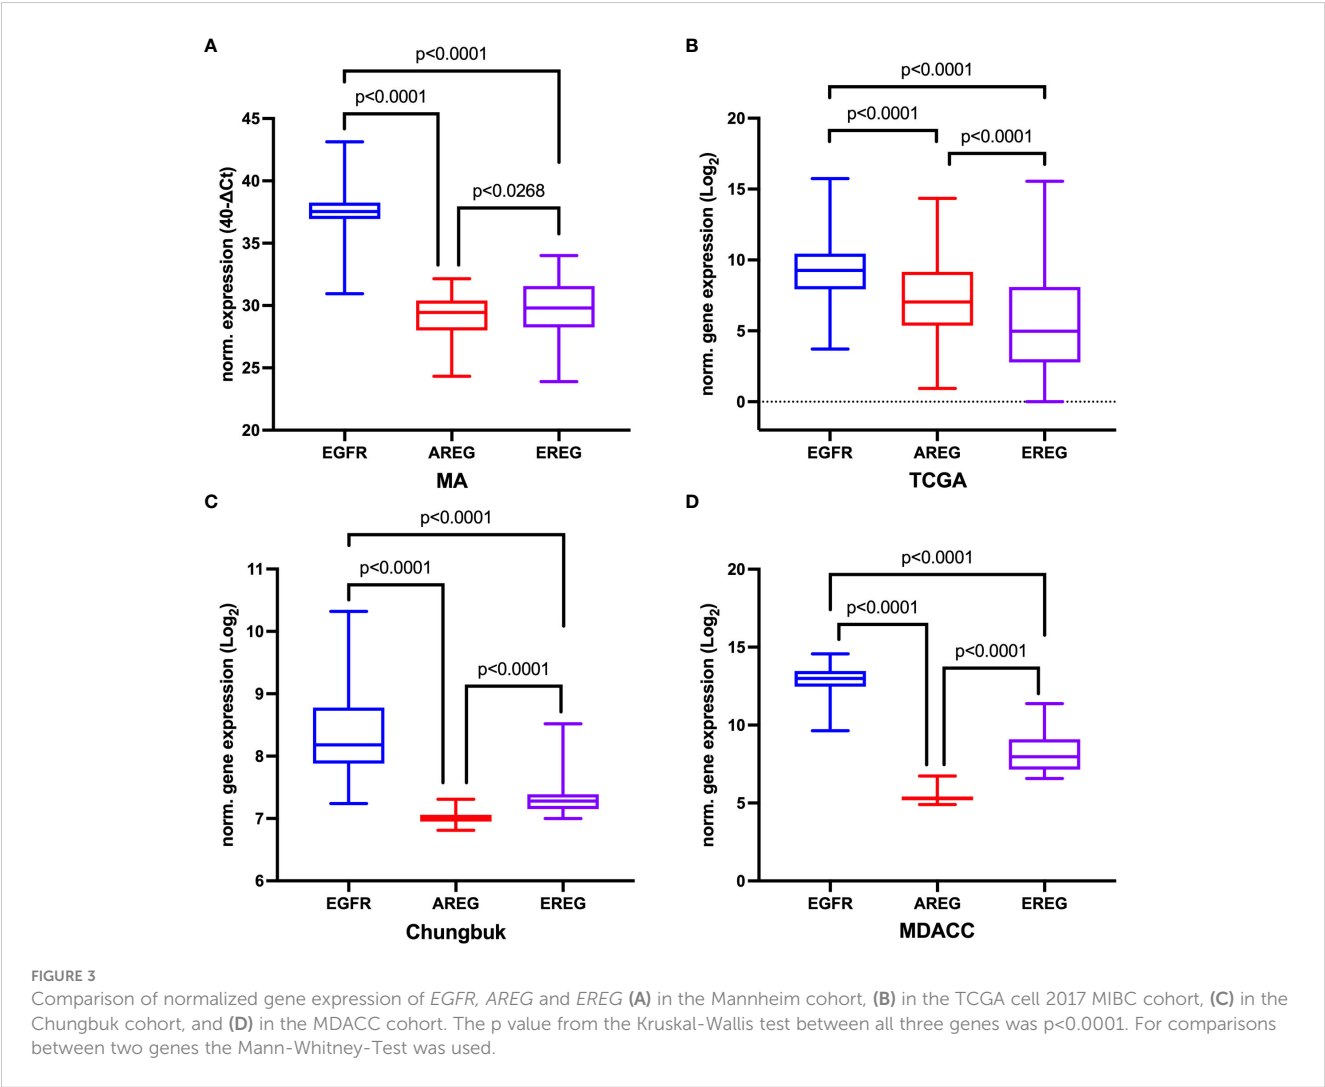 A
p<0.0001
p<0.0001
p<0.0268
norm. expression (40-ΔCt)
45
40
35
30
25
20
EGFR AREG EREG
MA
B
p<0.0001
p<0.0001
p<0.0001
norm. gene expression (Log₂)
20
15
10
5
0
EGFR AREG EREG
TCGA
C
p<0.0001
p<0.0001
p<0.0001
norm. gene expression (Log₂)
11
10
9
8
7
6
EGFR AREG EREG
Chungbuk
D
p<0.0001
p<0.0001
p<0.0001
norm. gene expression (Log₂)
20
15
10
5
0
EGFR AREG EREG
MDACC
FIGURE 3
Comparison of normalized gene expression of EGFR, AREG and EREG (A) in the Mannheim cohort, (B) in the TCGA cell 2017 MIBC cohort, (C) in the
Chungbuk cohort, and (D) in the MDACC cohort. The p value from the Kruskal-Wallis test between all three genes was p<0.0001. For comparisons
between two genes the Mann-Whitney-Test was used.